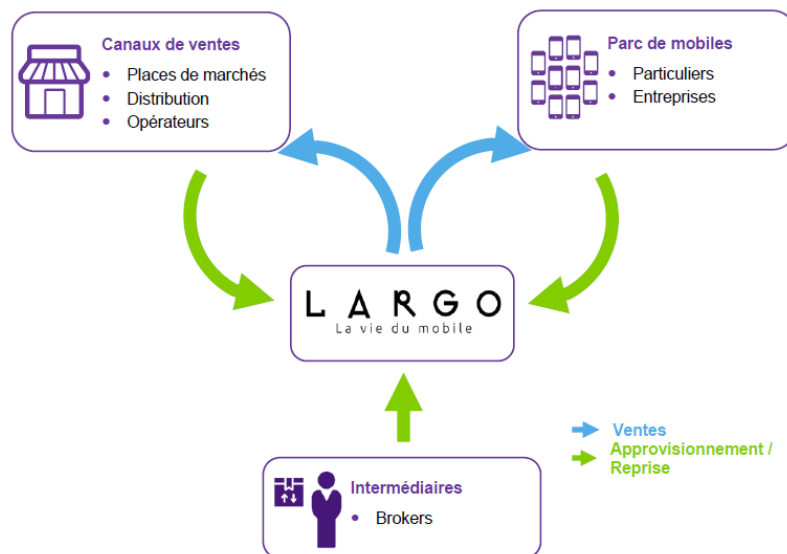 Canaux de ventes
• Places de marchés
• Distribution
• Opérateurs
Parc de mobiles
• Particuliers
• Entreprises
LARGO
La vie du mobile
Ventes
Approvisionnement /
Reprise
Intermédiaires
• Brokers